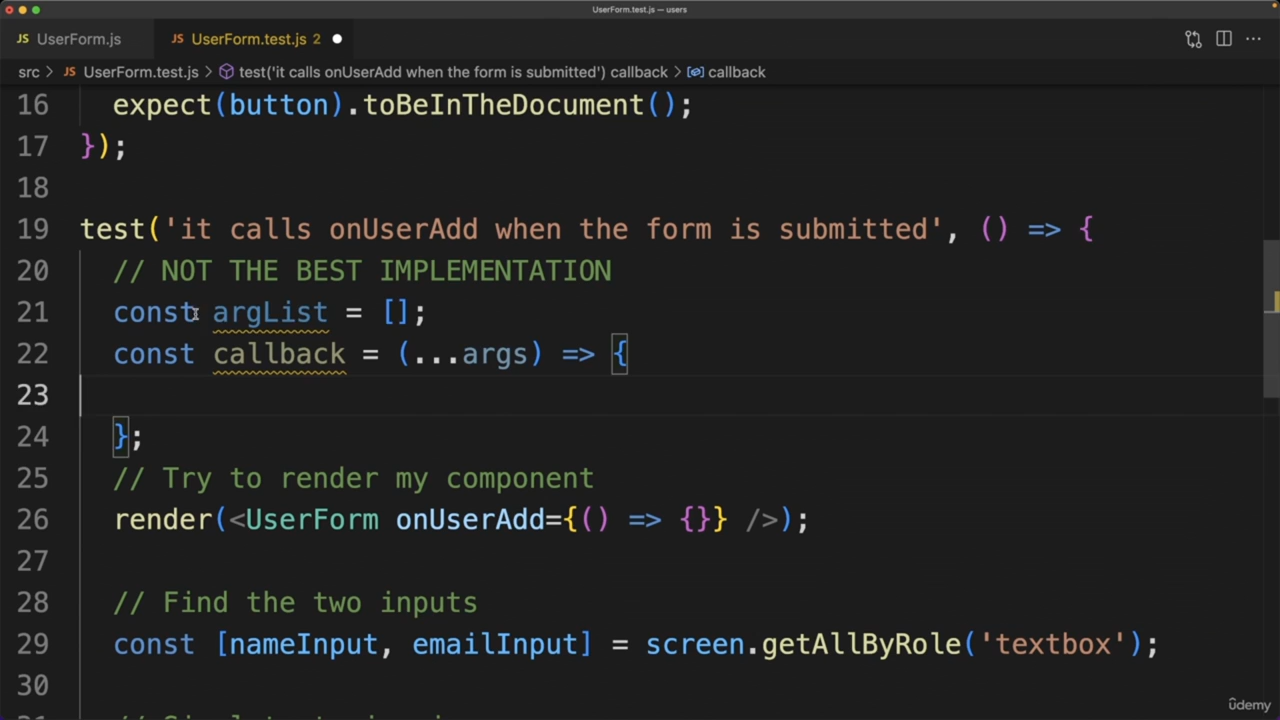 UserForm.test.js — users
JS UserForm.js JS UserForm.test.js 2
src > JS UserForm.test.js > test('it calls onUserAdd when the form is submitted') callback > callback
16 expect(button).toBeInTheDocument();
17 });
18
19 test('it calls onUserAdd when the form is submitted', () => {
20 // NOT THE BEST IMPLEMENTATION
21 const argList = [];
22 const callback = (...args) => {
23
24 };
25 // Try to render my component
26 render(<UserForm onUserAdd={() => {}} />);
27
28 // Find the two inputs
29 const [nameInput, emailInput] = screen.getAllByRole('textbox');
30
ûdemy